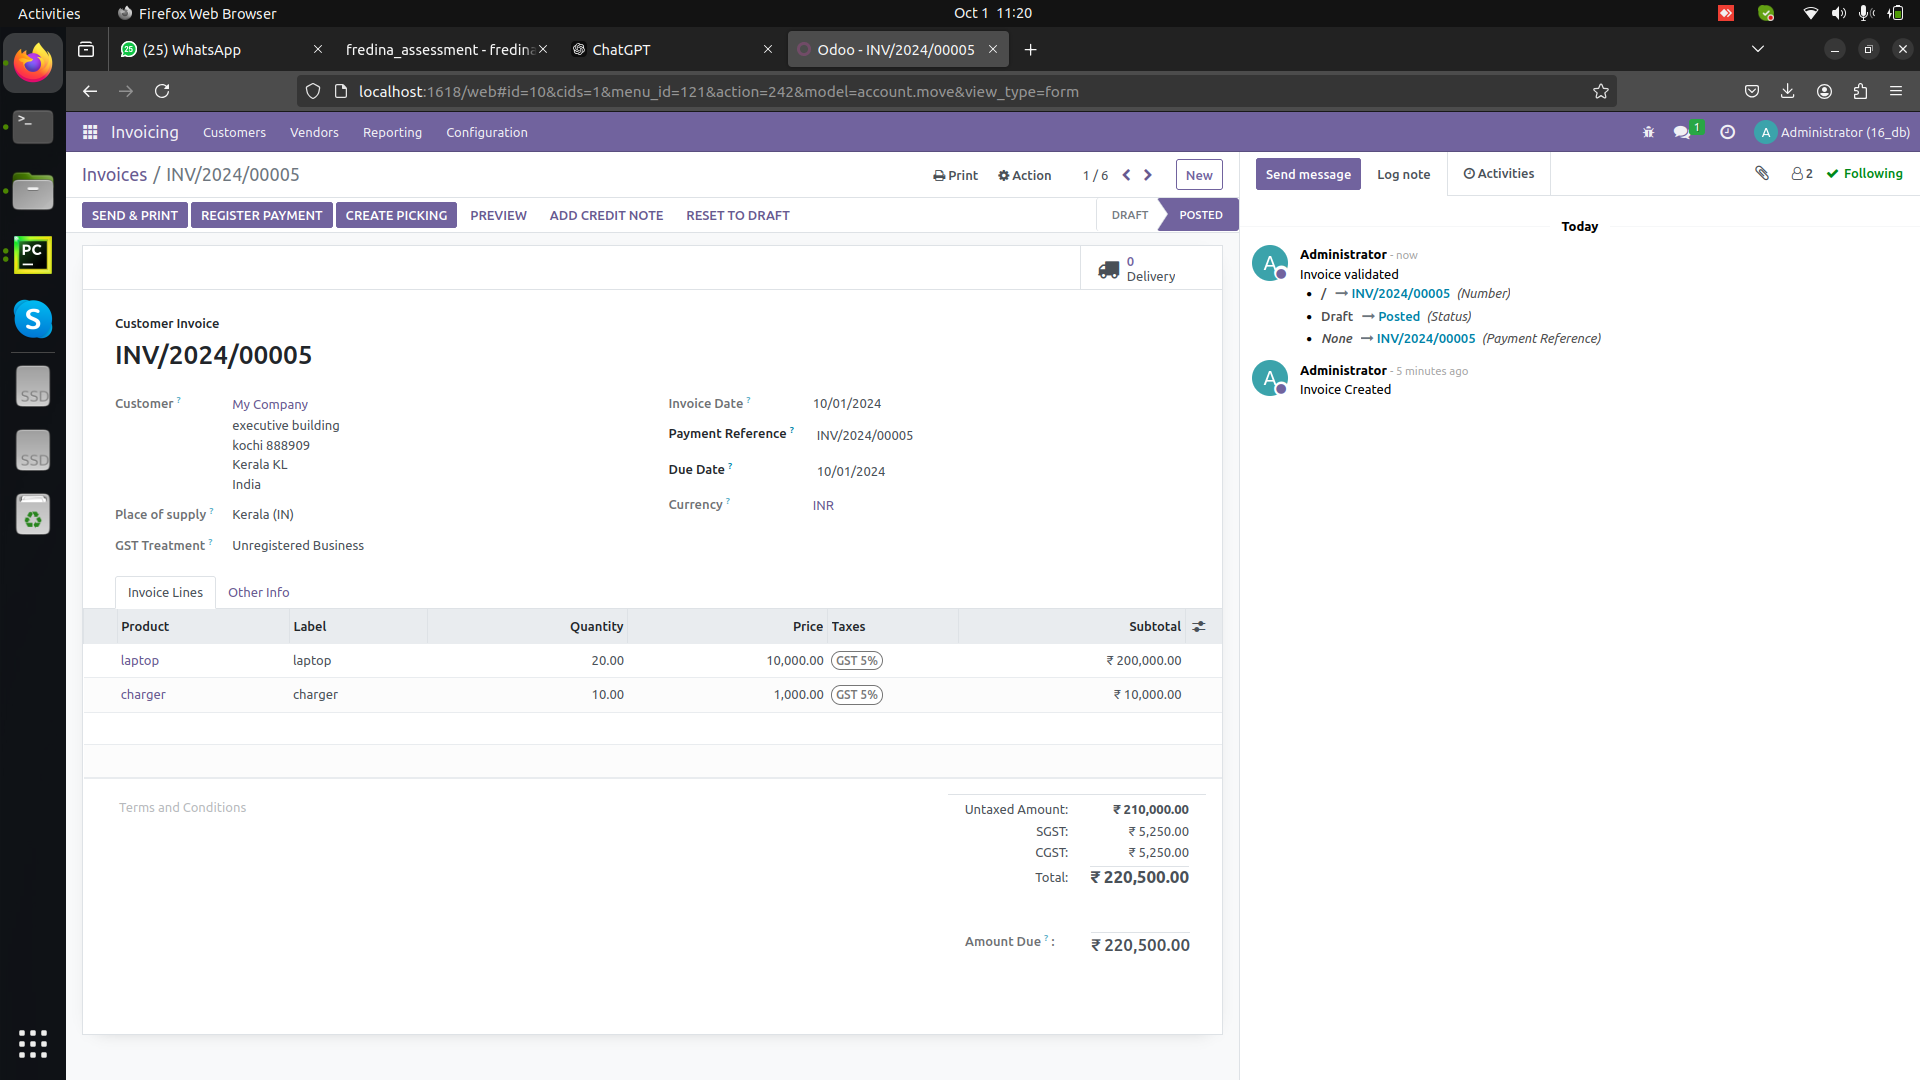 Activities Firefox Web Browser Oct 1 11:20
(25) WhatsApp fredina_assessment - fredina ChatGPT Odoo - INV/2024/00005
localhost:1618/web#id=10&cids=1&menu_id=121&action=242&model=account.move&view_type=form
Invoicing Customers Vendors Reporting Configuration 1 A Administrator (16_db)
Invoices / INV/2024/00005 Print Action 1 / 6 New Send message Log note Activities 2 Following
SEND & PRINT REGISTER PAYMENT CREATE PICKING PREVIEW ADD CREDIT NOTE RESET TO DRAFT DRAFT POSTED
0
Delivery
Customer Invoice
INV/2024/00005
Customer ? My Company
executive building
kochi 888909
Kerala KL
India
Place of supply ? Kerala (IN)
GST Treatment ? Unregistered Business
Invoice Date ? 10/01/2024
Payment Reference ? INV/2024/00005
Due Date ? 10/01/2024
Currency ? INR
Invoice Lines Other Info
Product Label Quantity Price Taxes Subtotal
laptop laptop 20.00 10,000.00 GST 5% ₹ 200,000.00
charger charger 10.00 1,000.00 GST 5% ₹ 10,000.00
Terms and Conditions
Untaxed Amount: ₹ 210,000.00
SGST: ₹ 5,250.00
CGST: ₹ 5,250.00
Total: ₹ 220,500.00
Amount Due ? : ₹ 220,500.00
Today
A Administrator - now
Invoice validated
• / → INV/2024/00005 (Number)
• Draft → Posted (Status)
• None → INV/2024/00005 (Payment Reference)
A Administrator - 5 minutes ago
Invoice Created
>_
PC
S
SSD
SSD